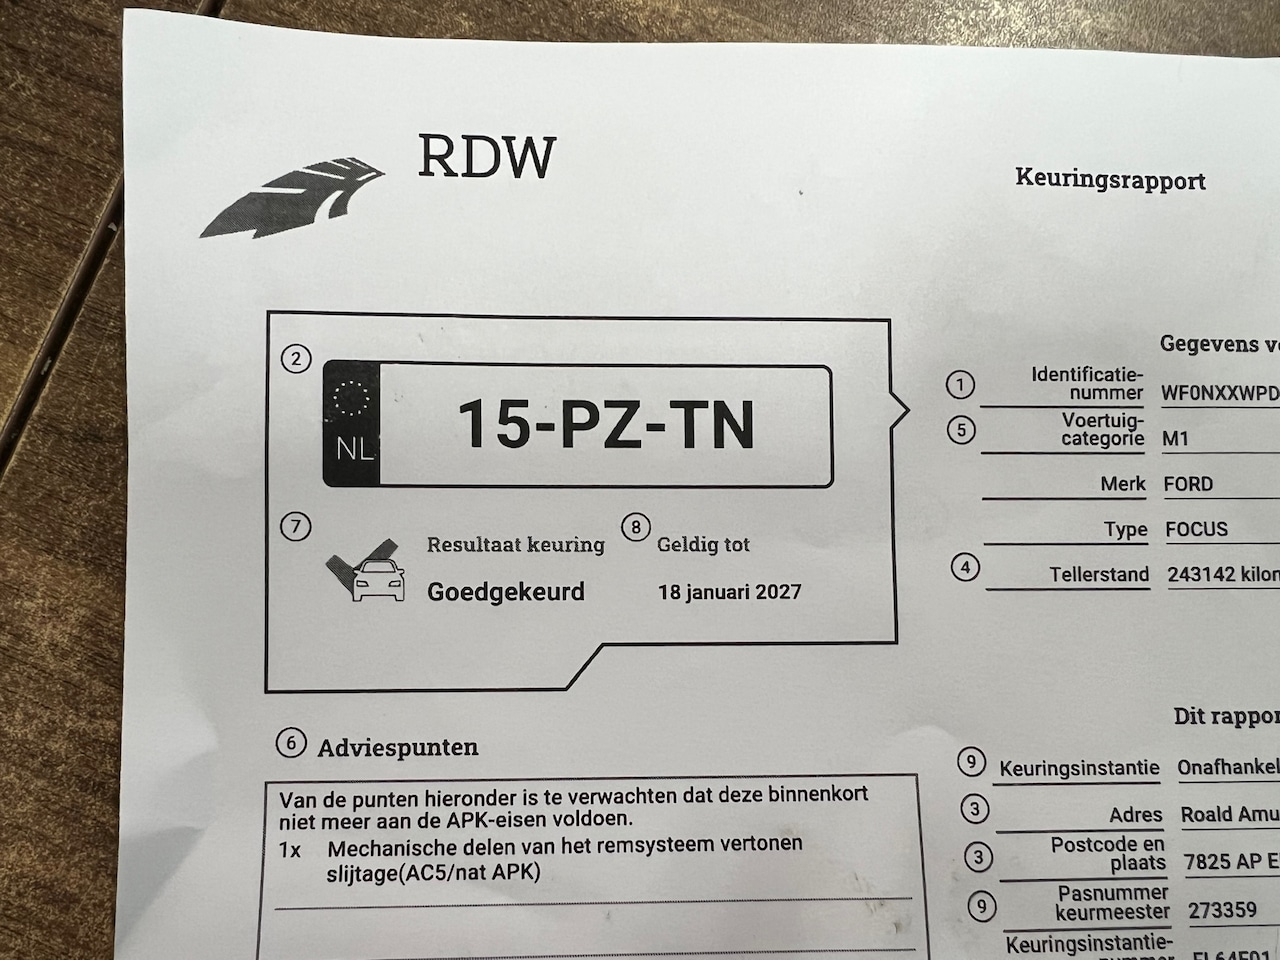 RDW
Keuringsrapport
2
NL
15-PZ-TN
7
Resultaat keuring
Goedgekeurd
8
Geldig tot
18 januari 2027
6 Adviespunten
Van de punten hieronder is te verwachten dat deze binnenkort
niet meer aan de APK-eisen voldoen.
1x Mechanische delen van het remsysteem vertonen
slijtage(AC5/nat APK)
Gegevens
1 Identificatie-
nummer WF0NXXWPD
5 Voertuig-
categorie M1
Merk FORD
Type FOCUS
4 Tellerstand 243142
Dit
9 Keuringsinstantie
3 Adres Roald
3 Postcode en
plaats 7825 AP
9 Pasnummer
keurmeester 273359
Keuringsinstantie-